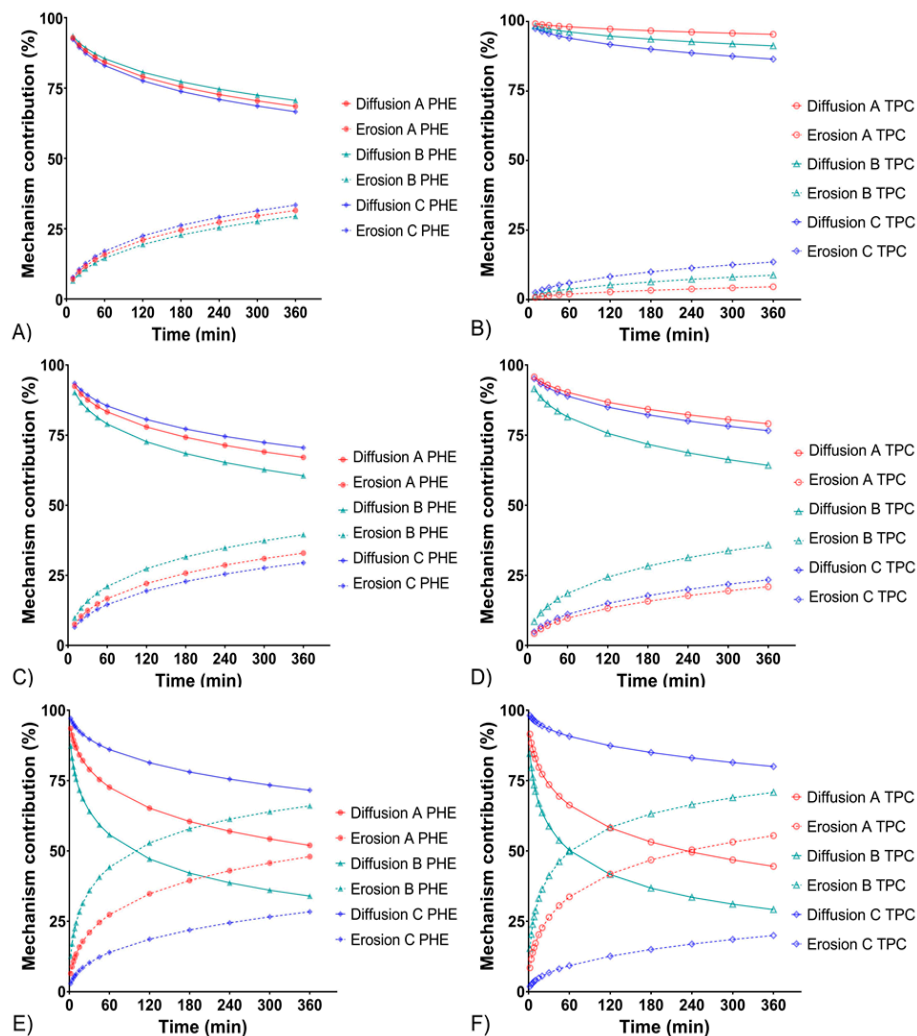 Mechanism contribution (%)
100
75
50
25
0
0 60 120 180 240 300 360
Time (min)
A)
Diffusion A PHE
Erosion A PHE
Diffusion B PHE
Erosion B PHE
Diffusion C PHE
Erosion C PHE
Mechanism contribution (%)
100
50
25
0
0 60 120 180 240 300 360
Time (min)
B)
Diffusion A TPC
Erosion A TPC
Diffusion B TPC
Erosion B TPC
Diffusion C TPC
Erosion C TPC
Mechanism contribution (%)
100
75
50
25
0
0 60 120 180 240 300 360
Time (min)
C)
Diffusion A PHE
Erosion A PHE
Diffusion B PHE
Erosion B PHE
Diffusion C PHE
Erosion C PHE
Mechanism contribution (%)
100
75
50
25
0
0 60 120 180 240 300 360
Time (min)
D)
Diffusion A TPC
Erosion A TPC
Diffusion B TPC
Erosion B TPC
Diffusion C TPC
Erosion C TPC
Mechanism contribution (%)
100
75
50
25
0
0 60 120 180 240 300 360
Time (min)
E)
Diffusion A PHE
Erosion A PHE
Diffusion B PHE
Erosion B PHE
Diffusion C PHE
Erosion C PHE
Mechanism contribution (%)
100
75
50
25
0
0 60 120 180 240 300 360
Time (min)
F)
Diffusion A TPC
Erosion A TPC
Diffusion B TPC
Erosion B TPC
Diffusion C TPC
Erosion C TPC